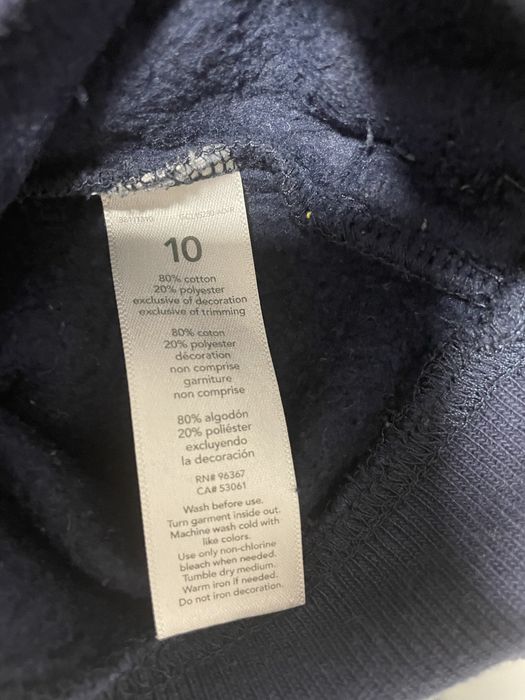 10
80% cotton
20% polyester
exclusive of decoration
exclusive of trimming
80% coton
20% polyester
décoration
non comprise
garniture
non comprise
80% algodón
20% poliéster
excluyendo
la decoración
RN# 96367
CA# 53061
Wash before use.
Turn garment inside out.
Machine wash cold with
like colors.
Use only non-chlorine
bleach when needed.
Tumble dry medium.
Warm iron if needed.
Do not iron decoration.